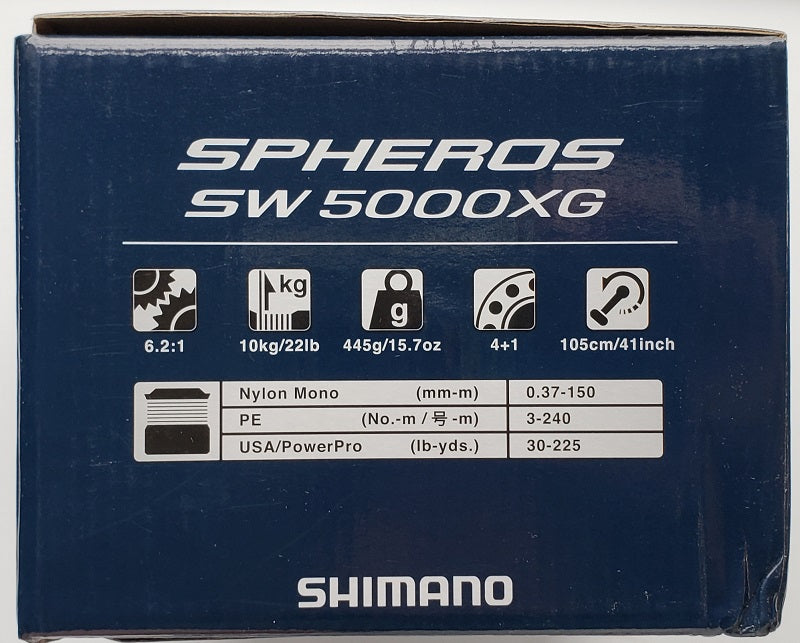 SPHEROS
SW 5000XG
kg
g
6.2:1 10kg/22lb 445g/15.7oz 4+1 105cm/41inch
Nylon Mono (mm-m) 0.37-150
PE (No.-m / 号 -m) 3-240
USA/PowerPro (lb-yds.) 30-225
SHIMANO